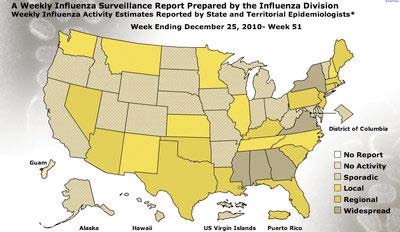 A Weekly Influenza Surveillance Report Prepared by the Influenza Division
Weekly Influenza Activity Estimates Reported by State and Territorial Epidemiologists*
Week Ending December 25, 2010- Week 51
District of Columbia
No Report
No Activity
Sporadic
Local
Regional
Widespread
Guam
Alaska
Hawaii
US Virgin Islands
Puerto Rico